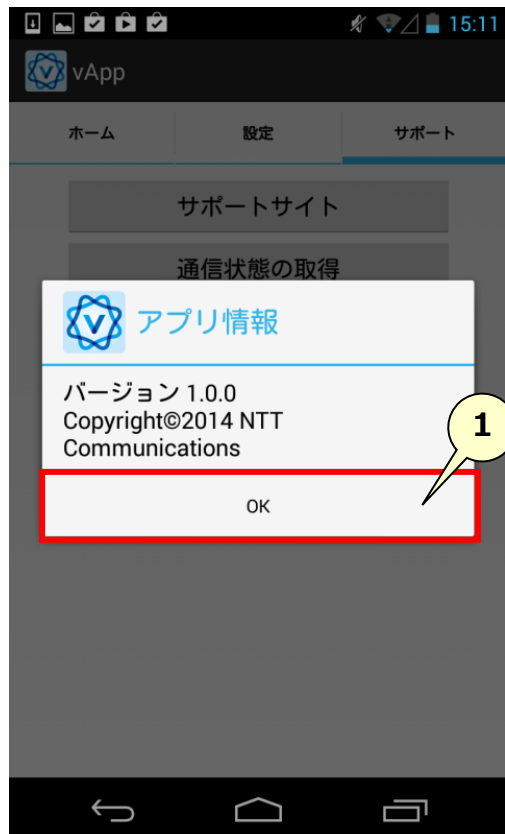 15:11
vApp
ホーム 設定 サポート
サポートサイト
通信状態の取得
アプリ情報
バージョン 1.0.0
Copyright©2014 NTT
Communications
1
OK